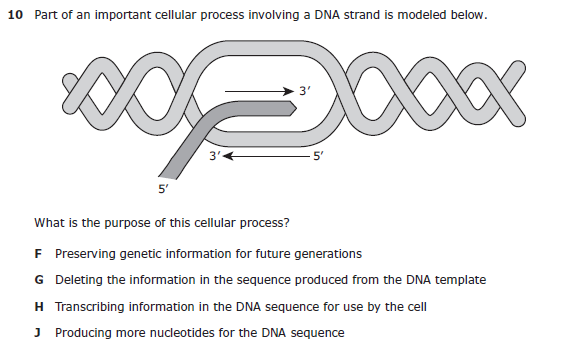 10 Part of an important cellular process involving a DNA strand is modeled below.
3′
3′ 5′
5′
What is the purpose of this cellular process?
F Preserving genetic information for future generations
G Deleting the information in the sequence produced from the DNA template
H Transcribing information in the DNA sequence for use by the cell
J Producing more nucleotides for the DNA sequence